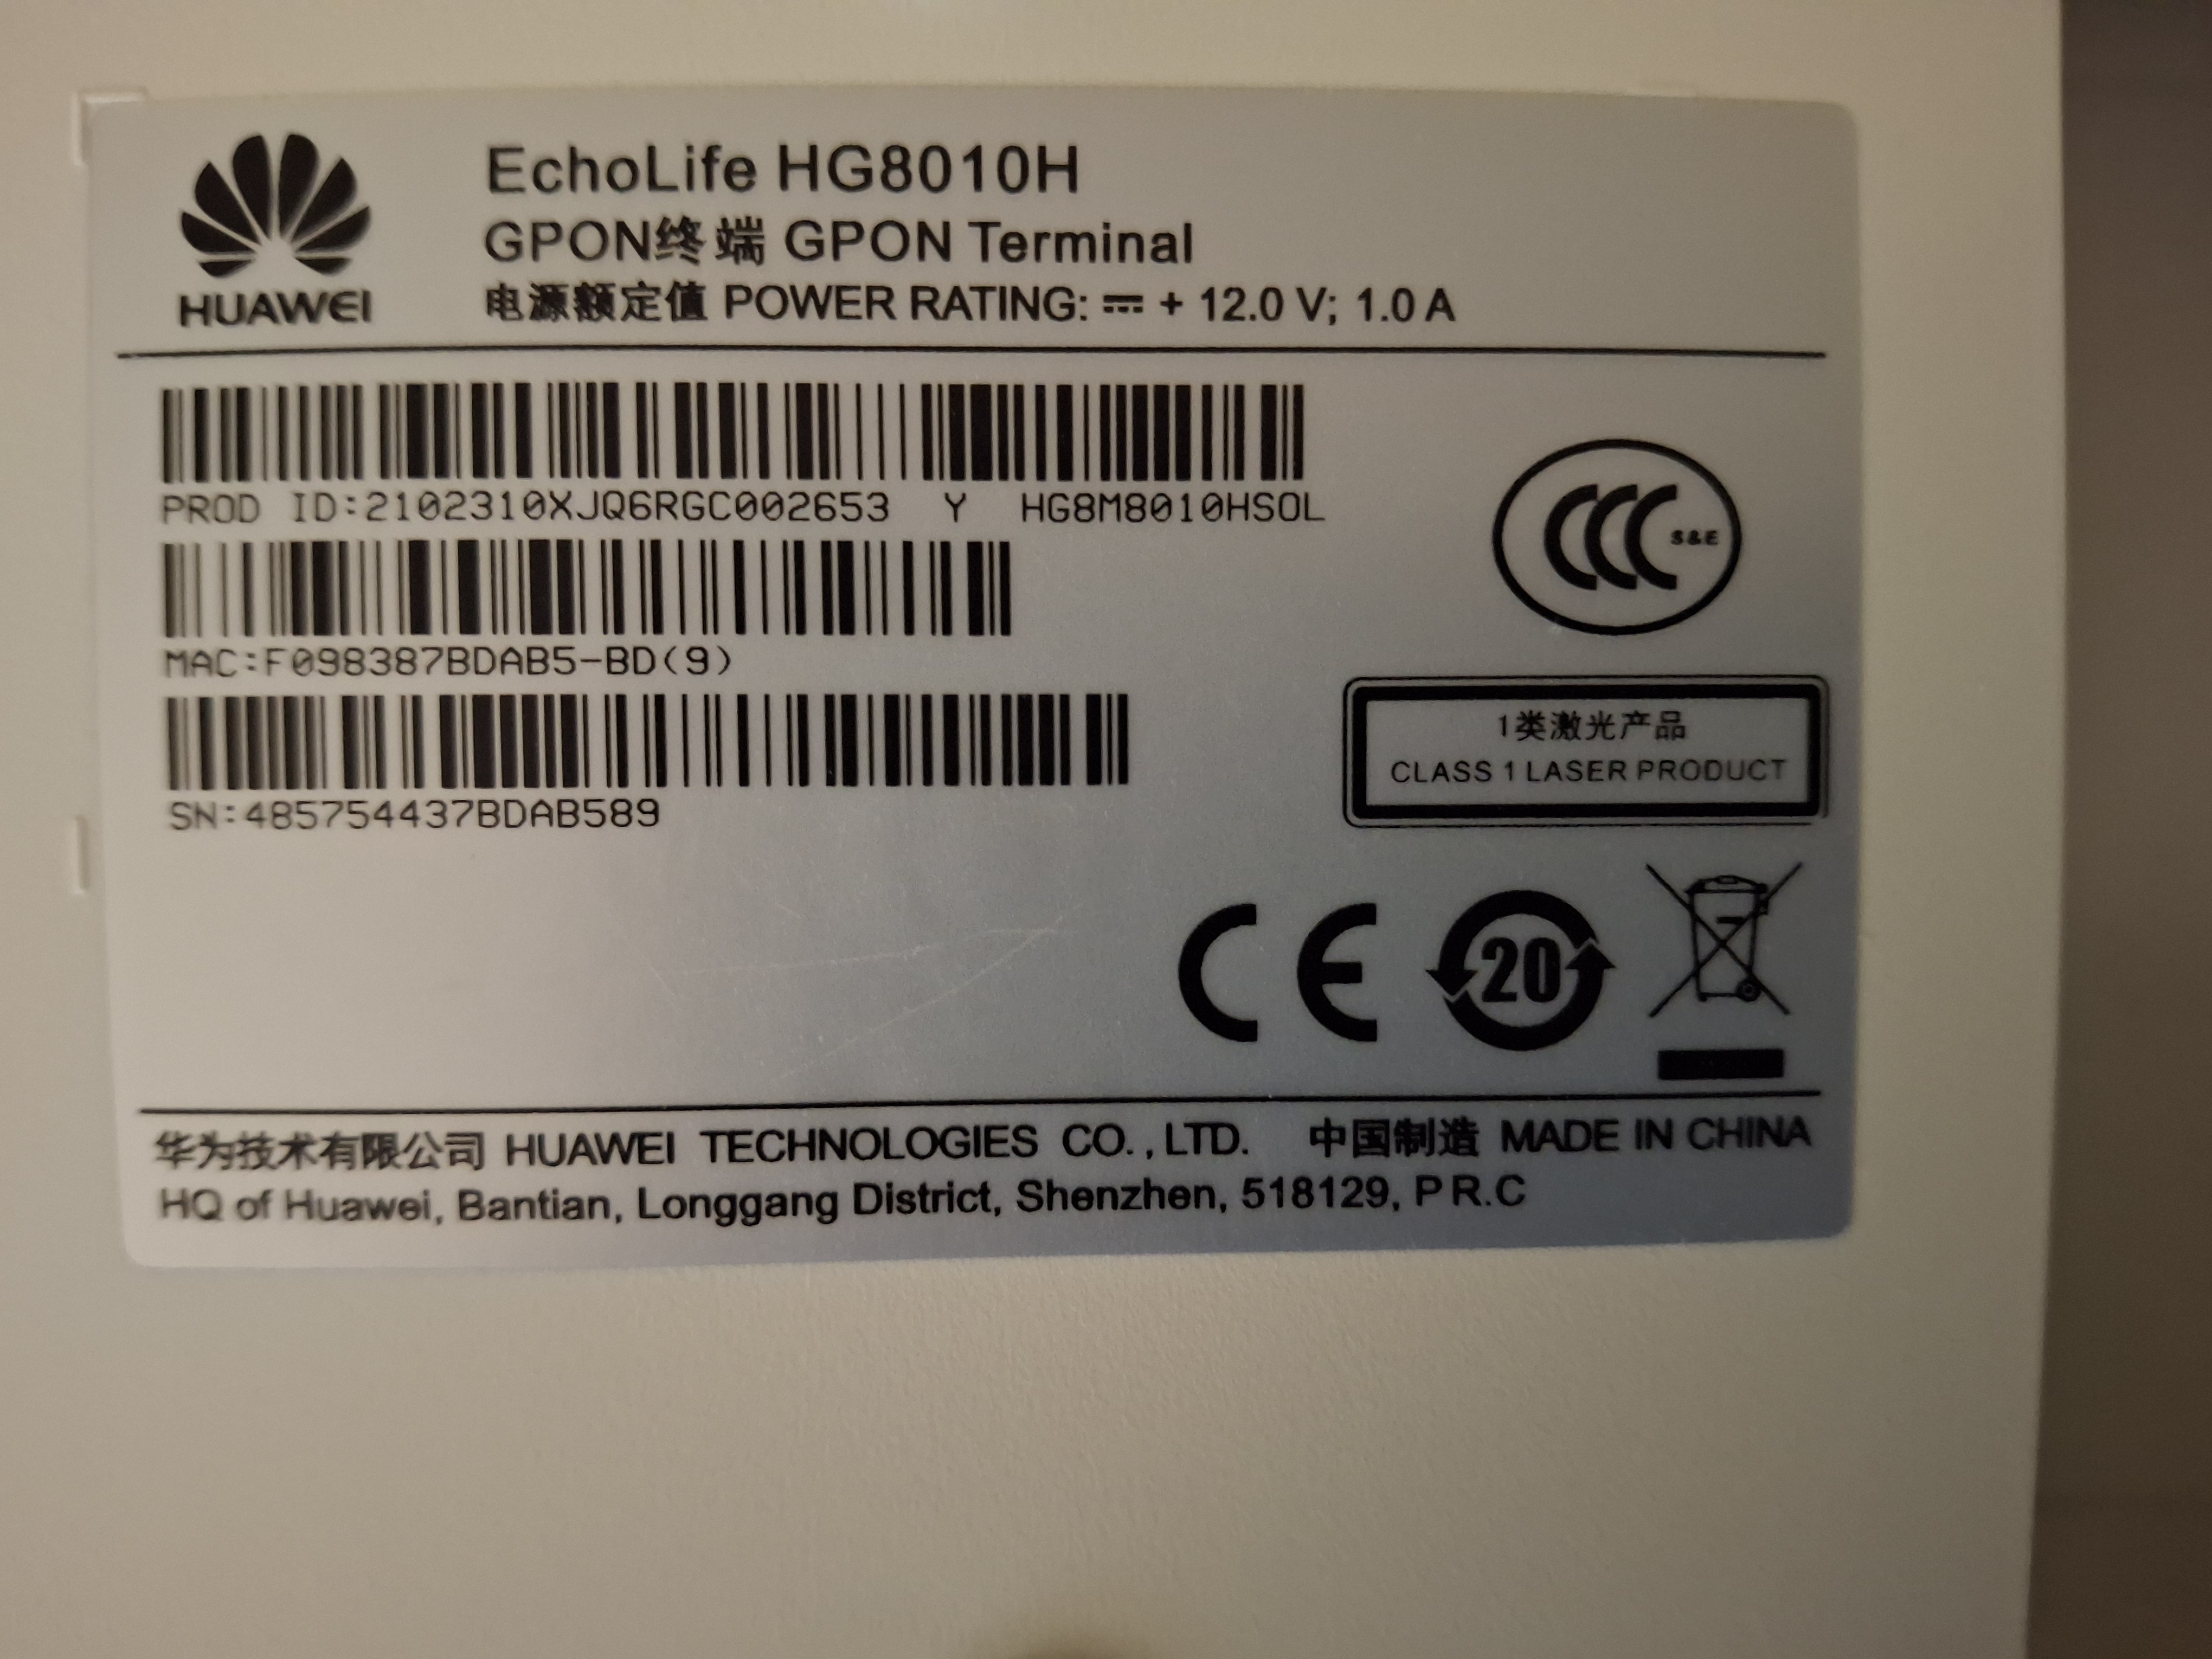 HUAWEI
EchoLife HG8010H
GPON终端 GPON Terminal
电源额定值 POWER RATING: ⎓ + 12.0 V; 1.0 A
PROD ID:2102310XJQ6RGC002653 Y HG8M8010HSOL
MAC:F098387BDAB5-BD(9)
SN:485754437BDAB589
CCC S&E
1类激光产品
CLASS 1 LASER PRODUCT
CE
20
华为技术有限公司 HUAWEI TECHNOLOGIES CO.,LTD. 中国制造 MADE IN CHINA
HQ of Huawei, Bantian, Longgang District, Shenzhen, 518129, P R.C